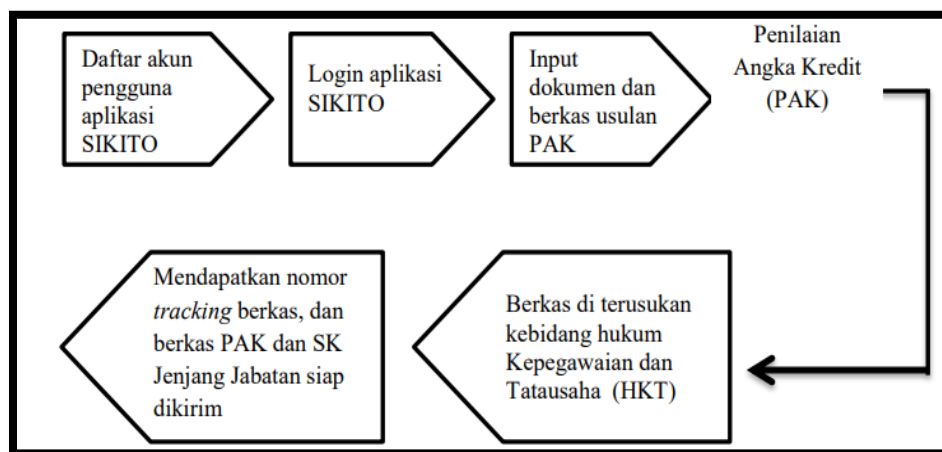 Daftar akun
pengguna
aplikasi
SIKITO
Login aplikasi
SIKITO
Input
dokumen dan
berkas usulan
PAK
Penilaian
Angka Kredit
(PAK)
Berkas di terusukan
kebidang hukum
Kepegawaian dan
Tatausaha (HKT)
Mendapatkan nomor
tracking berkas, dan
berkas PAK dan SK
Jenjang Jabatan siap
dikirim